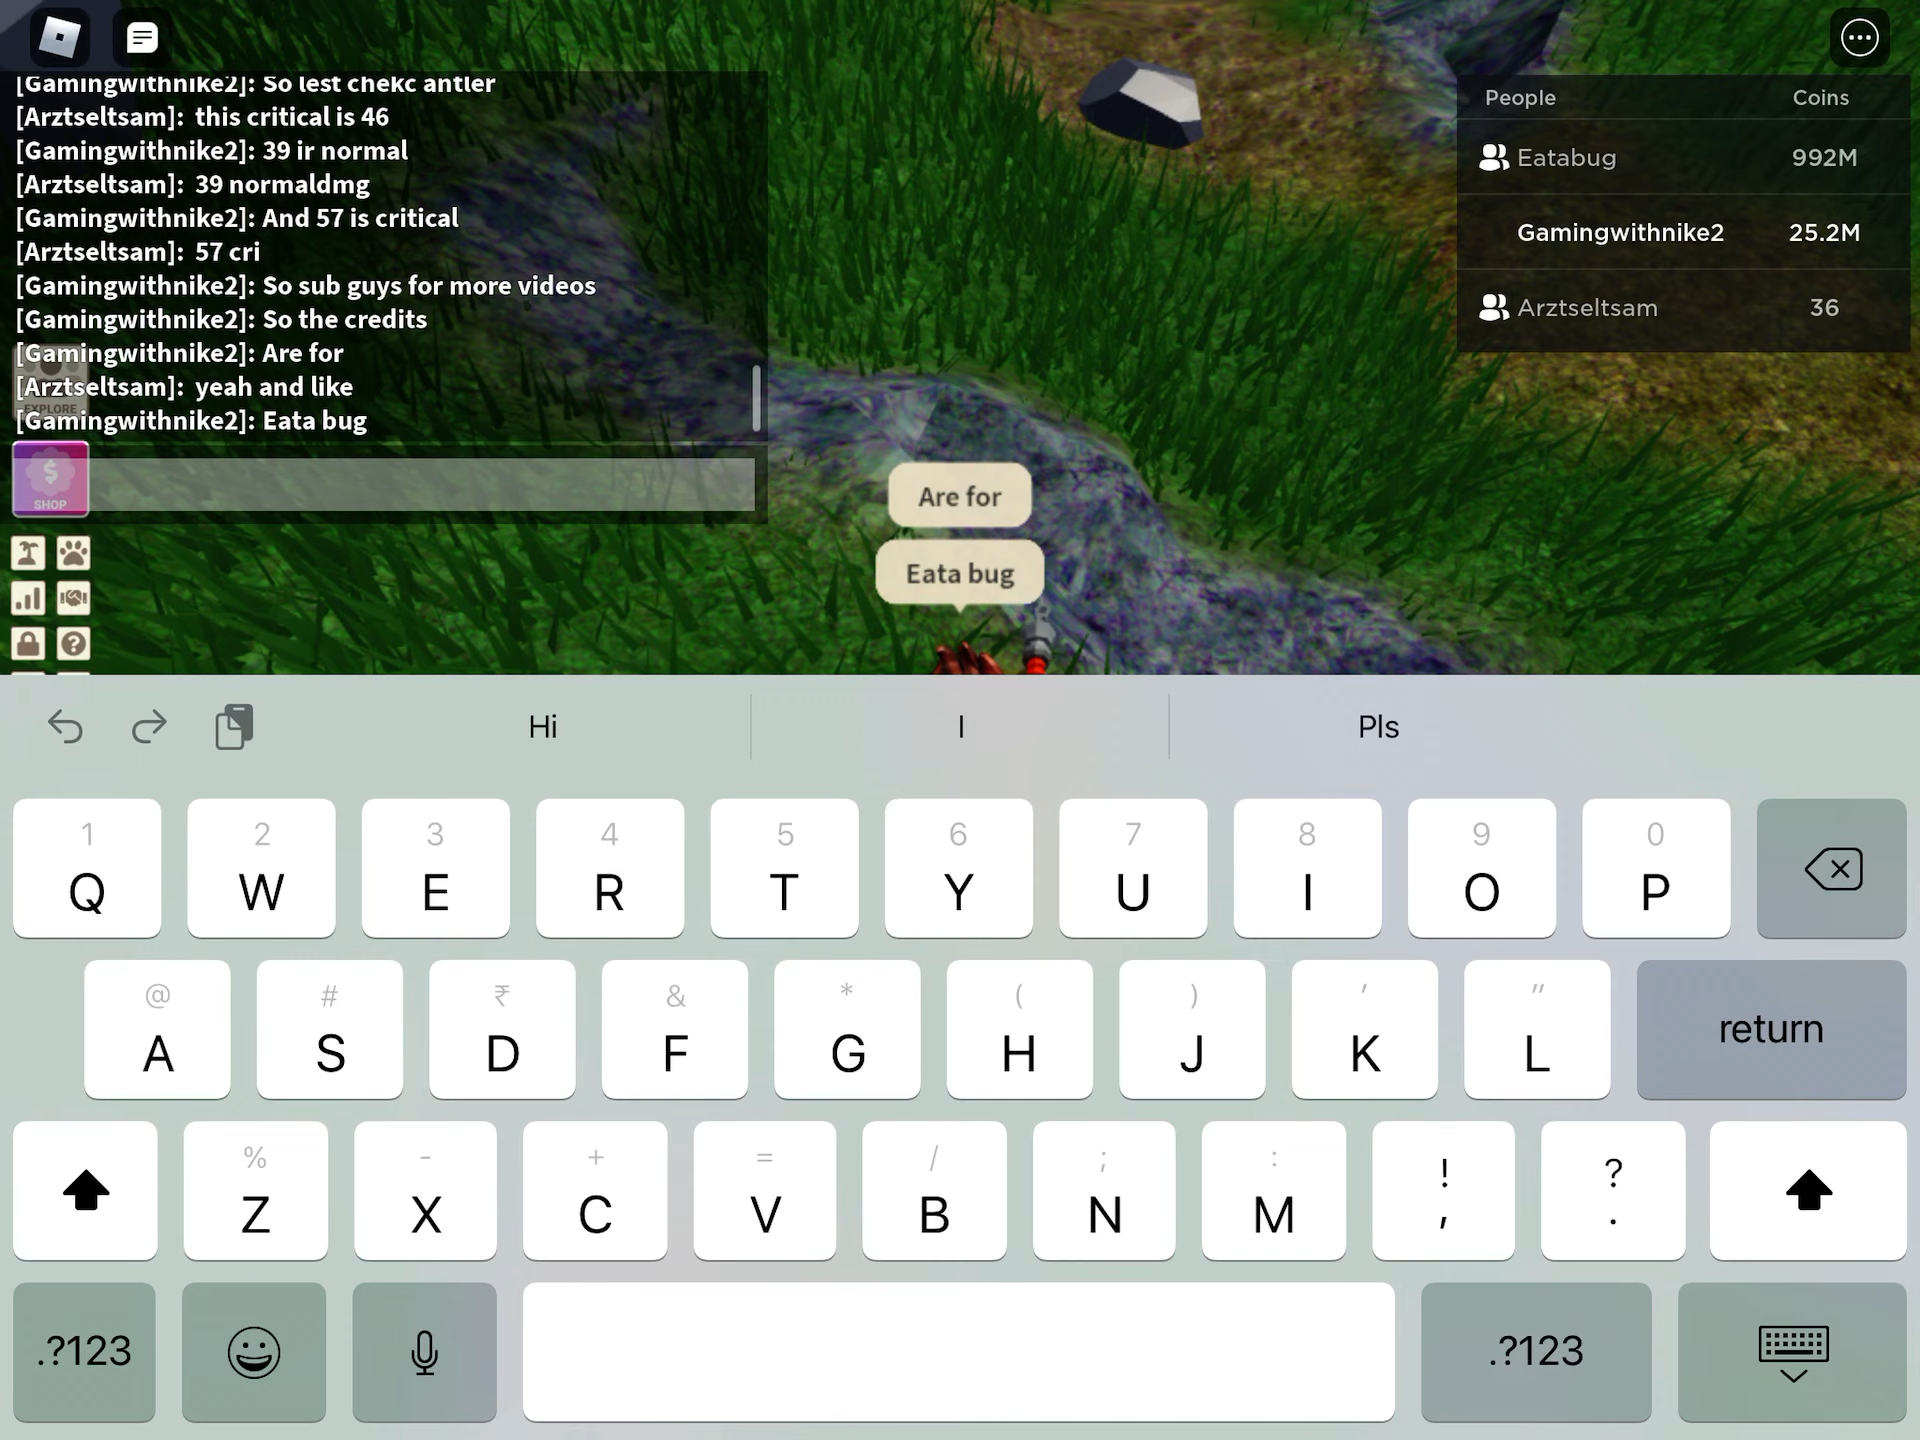 [Gamingwithnike2]: So lest chekc antler
[Arztseltsam]: this critical is 46
[Gamingwithnike2]: 39 ir normal
[Arztseltsam]: 39 normaldmg
[Gamingwithnike2]: And 57 is critical
[Arztseltsam]: 57 cri
[Gamingwithnike2]: So sub guys for more videos
[Gamingwithnike2]: So the credits
[Gamingwithnike2]: Are for
[Arztseltsam]: yeah and like
EXPLORE
[Gamingwithnike2]: Eata bug
$
SHOP
People Coins
Eatabug 992M
Gamingwithnike2 25.2M
Arztseltsam 36
Are for
Eata bug
?
Hi I Pls
1 2 3 4 5 6 7 8 9 0
Q W E R T Y U I O P
@ # ₹ & * ( ) ' "
A S D F G H J K L return
% - + = / ; : ! ?
Z X C V B N M , .
.?123 .?123